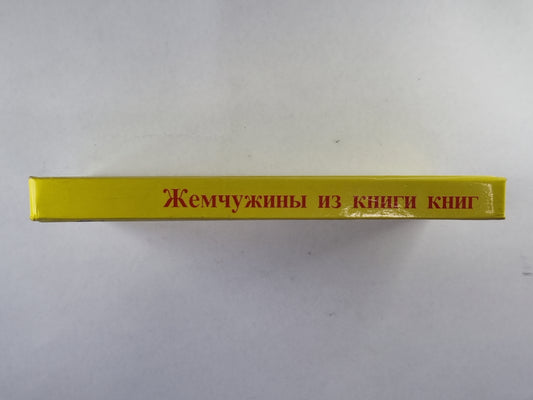 Жемчужины из книги книг